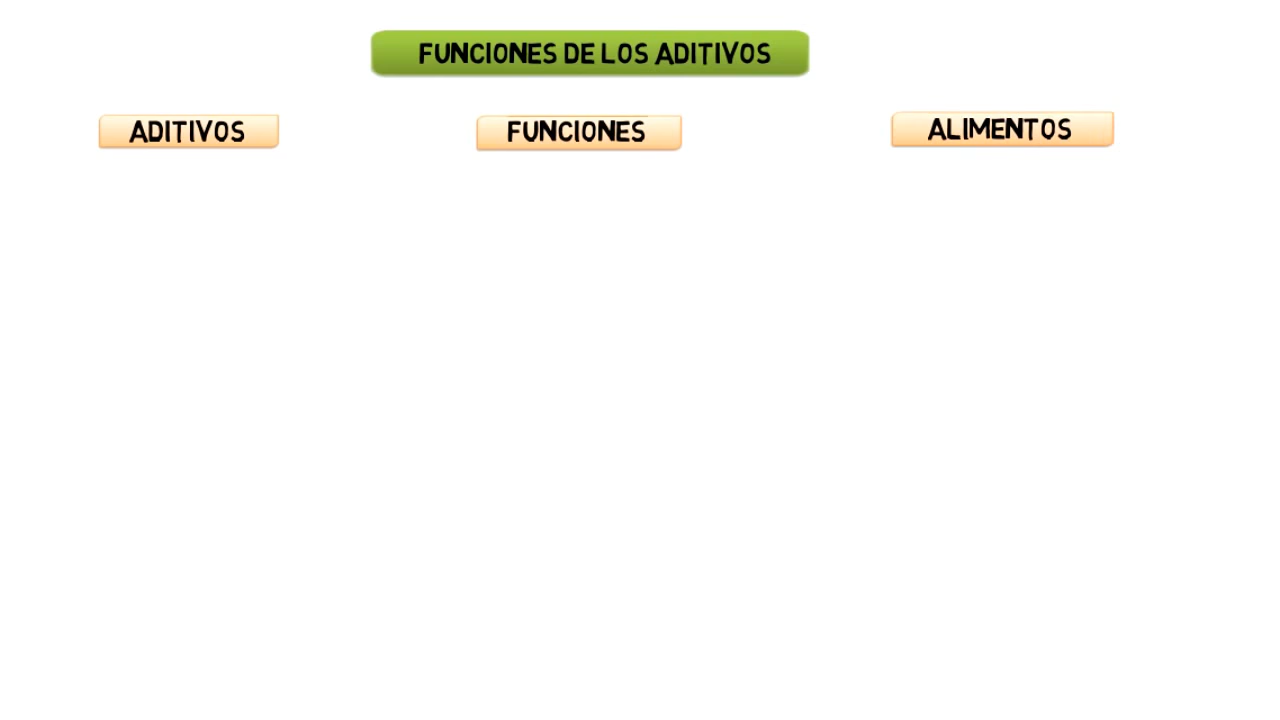 FUNCIONES DE LOS ADITIVOS
ADITIVOS
FUNCIONES
ALIMENTOS